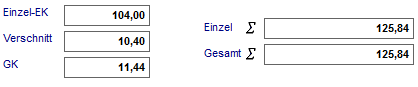 Einzel-EK 104,00
Verschnitt 10,40
GK 11,44
Einzel Σ 125,84
Gesamt Σ 125,84